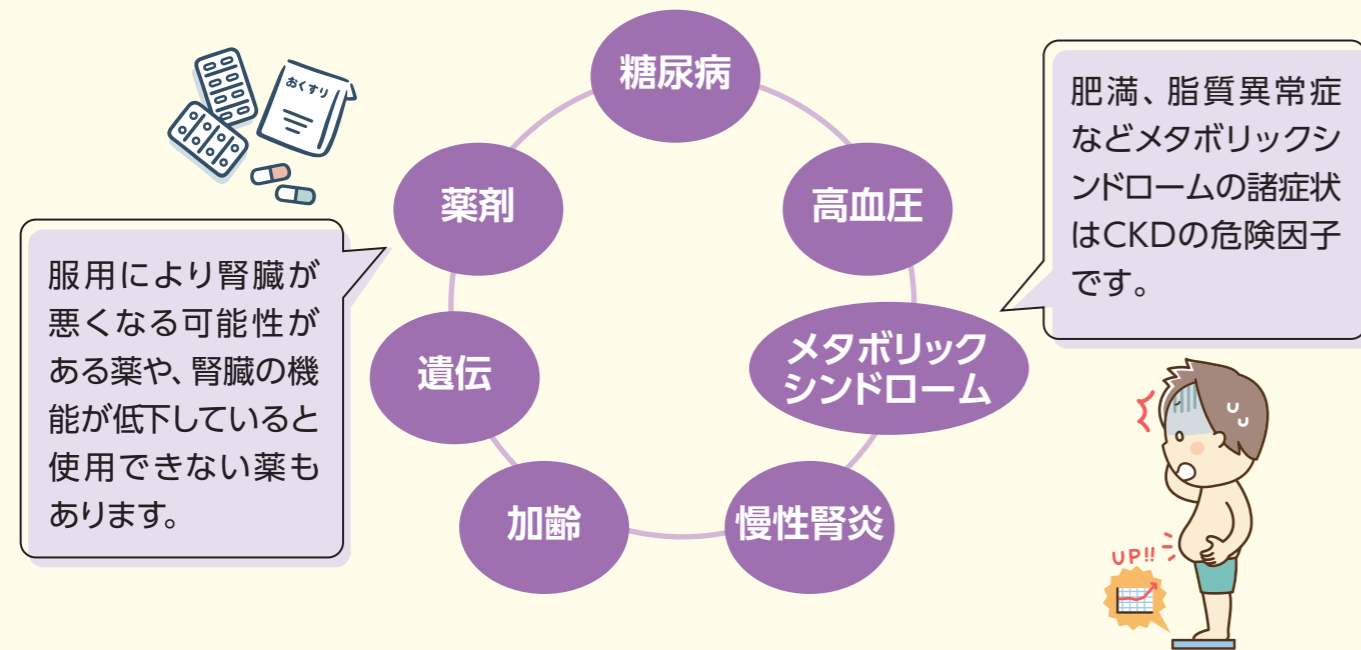 糖尿病
高血圧
メタボリック
シンドローム
慢性腎炎
加齢
遺伝
薬剤
おくすり
服用により腎臓が
悪くなる可能性が
ある薬や、腎臓の機
能が低下していると
使用できない薬も
あります。
肥満、脂質異常症
などメタボリックシ
ンドロームの諸症状
はCKDの危険因子
です。
UP!!